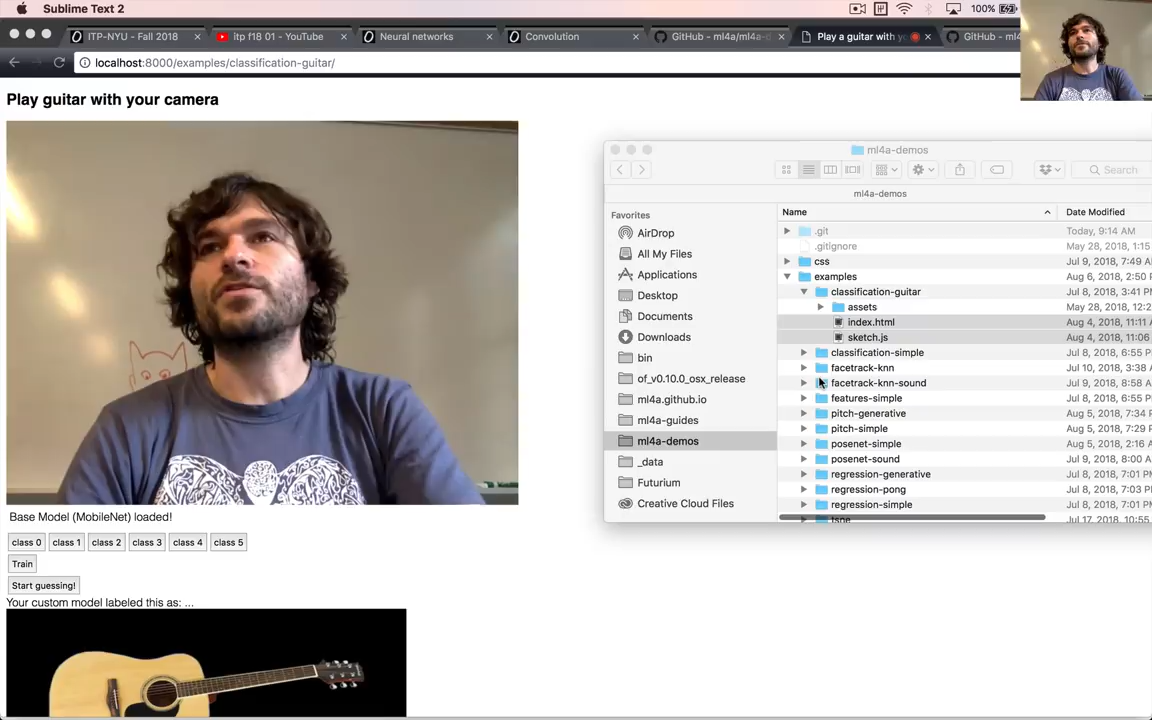 Sublime Text 2
100%
ITP-NYU - Fall 2018
itp f18 01 - YouTube
Neural networks
Convolution
GitHub - ml4a/ml4a-d
Play a guitar with yo
GitHub - ml4
localhost:8000/examples/classification-guitar/
Play guitar with your camera
Base Model (MobileNet) loaded!
class 0
class 1
class 2
class 3
class 4
class 5
Train
Start guessing!
Your custom model labeled this as: ...
ml4a-demos
Search
ml4a-demos
Favorites
AirDrop
All My Files
Applications
Desktop
Documents
Downloads
bin
of_v0.10.0_osx_release
ml4a.github.io
ml4a-guides
ml4a-demos
_data
Futurium
Creative Cloud Files
Name Date Modified
.git Today, 9:14 AM
.gitignore May 28, 2018, 1:15
css Jul 9, 2018, 7:49 A
examples Aug 6, 2018, 2:50 P
classification-guitar Jul 8, 2018, 3:41 P
assets May 28, 2018, 12:2
index.html Aug 4, 2018, 11:11 A
sketch.js Aug 4, 2018, 11:06
classification-simple Jul 8, 2018, 6:55 P
facetrack-knn Jul 10, 2018, 3:38 A
facetrack-knn-sound Jul 9, 2018, 8:58 A
features-simple Jul 8, 2018, 6:55 P
pitch-generative Aug 5, 2018, 7:34 P
pitch-simple Aug 5, 2018, 7:29 P
posenet-simple Aug 5, 2018, 2:16 P
posenet-sound Jul 9, 2018, 8:00 A
regression-generative Jul 8, 2018, 7:01 P
regression-pong Jul 8, 2018, 7:03 P
regression-simple Jul 8, 2018, 7:01 P
tsne Jul 17, 2018, 10:55